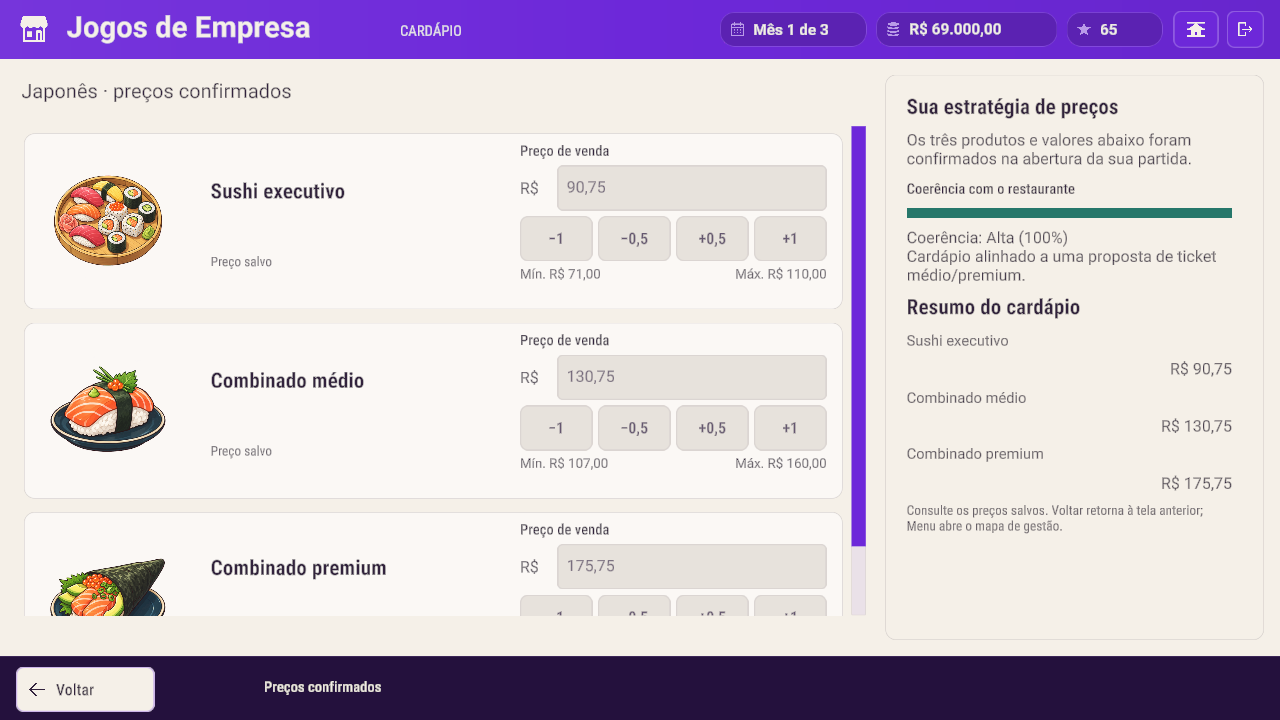 Jogos de Empresa
CARDÁPIO
Mês 1 de 3
R$ 69.000,00
65
Japonês · preços confirmados
Sushi executivo
Preço salvo
Preço de venda
R$ 90,75
−1 −0,5 +0,5 +1
Mín. R$ 71,00 Máx. R$ 110,00
Combinado médio
Preço salvo
Preço de venda
R$ 130,75
−1 −0,5 +0,5 +1
Mín. R$ 107,00 Máx. R$ 160,00
Combinado premium
Preço de venda
R$ 175,75
−1 −0,5 +0,5 +1
Sua estratégia de preços
Os três produtos e valores abaixo foram
confirmados na abertura da sua partida.
Coerência com o restaurante
Coerência: Alta (100%)
Cardápio alinhado a uma proposta de ticket
médio/premium.
Resumo do cardápio
Sushi executivo
R$ 90,75
Combinado médio
R$ 130,75
Combinado premium
R$ 175,75
Consulte os preços salvos. Voltar retorna à tela anterior;
Menu abre o mapa de gestão.
Voltar
Preços confirmados